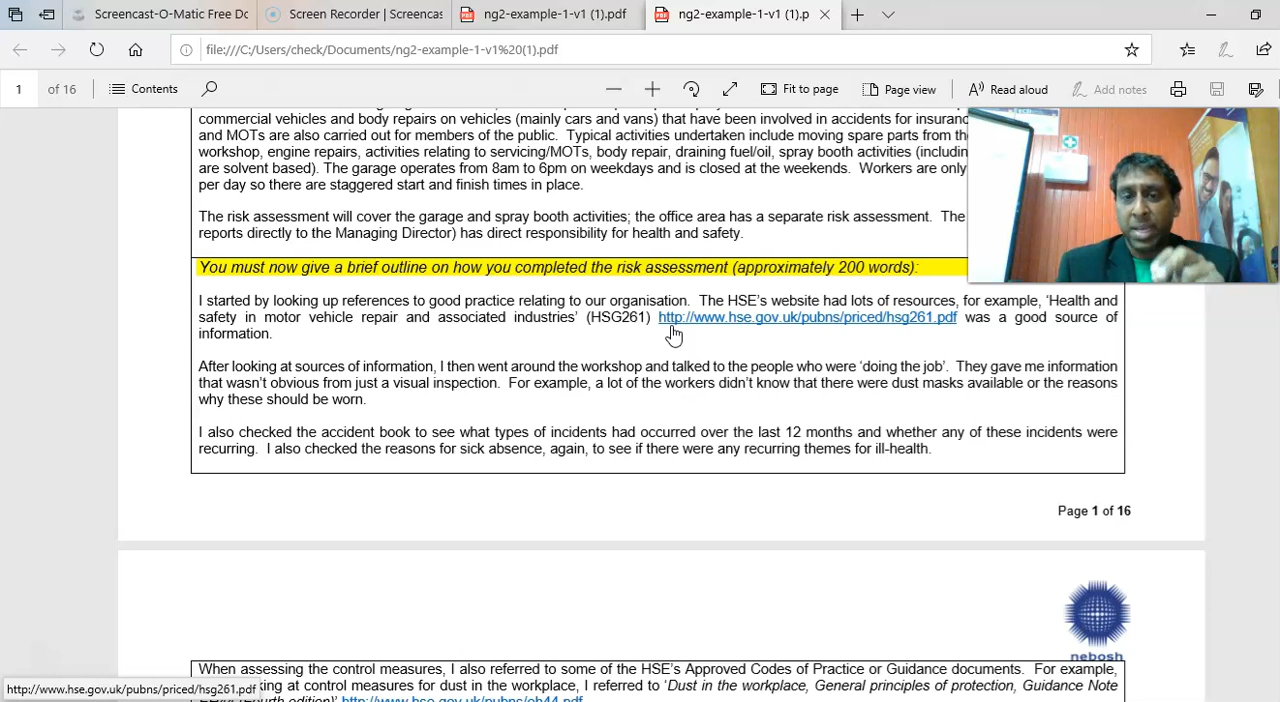 Screencast-O-Matic Free Do
Screen Recorder | Screencas
ng2-example-1-v1 (1).pdf
ng2-example-1-v1 (1).p
file:///C:/Users/check/Documents/ng2-example-1-v1%20(1).pdf
1 of 16
Contents
Fit to page
Page view
Read aloud
Add notes
commercial vehicles and body repairs on vehicles (mainly cars and vans) that have been involved in accidents for insuranc
and MOTs are also carried out for members of the public. Typical activities undertaken include moving spare parts from the
workshop, engine repairs, activities relating to servicing/MOTs, body repair, draining fuel/oil, spray booth activities (including
are solvent based). The garage operates from 8am to 6pm on weekdays and is closed at the weekends. Workers are only
per day so there are staggered start and finish times in place.
The risk assessment will cover the garage and spray booth activities; the office area has a separate risk assessment. The
reports directly to the Managing Director) has direct responsibility for health and safety.
You must now give a brief outline on how you completed the risk assessment (approximately 200 words):
I started by looking up references to good practice relating to our organisation. The HSE's website had lots of resources, for example, 'Health and
safety in motor vehicle repair and associated industries' (HSG261) http://www.hse.gov.uk/pubns/priced/hsg261.pdf was a good source of
information.
After looking at sources of information, I then went around the workshop and talked to the people who were 'doing the job'. They gave me information
that wasn't obvious from just a visual inspection. For example, a lot of the workers didn't know that there were dust masks available or the reasons
why these should be worn.
I also checked the accident book to see what types of incidents had occurred over the last 12 months and whether any of these incidents were
recurring. I also checked the reasons for sick absence, again, to see if there were any recurring themes for ill-health.
Page 1 of 16
nebosh
When assessing the control measures, I also referred to some of the HSE's Approved Codes of Practice or Guidance documents. For example,
king at control measures for dust in the workplace, I referred to 'Dust in the workplace, General principles of protection, Guidance Note
http://www.hse.gov.uk/pubns/eh44.pdf
http://www.hse.gov.uk/pubns/priced/hsg261.pdf